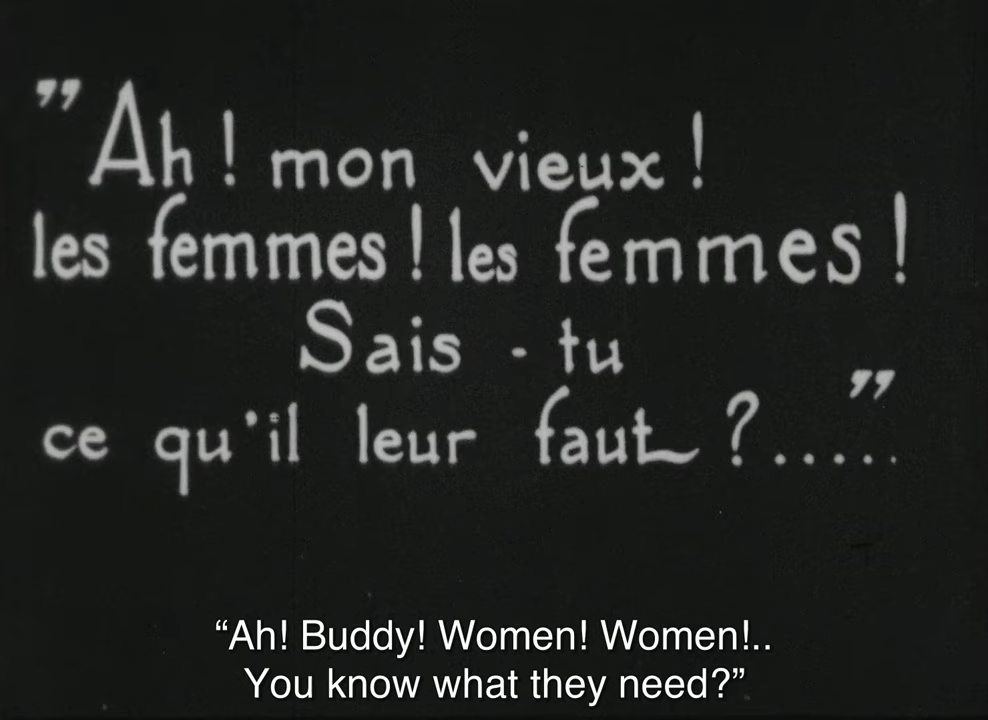 ”Ah ! mon vieux !
les femmes ! les femmes !
Sais - tu
ce qu'il leur faut ?.....”
“Ah! Buddy! Women! Women!..
You know what they need?”